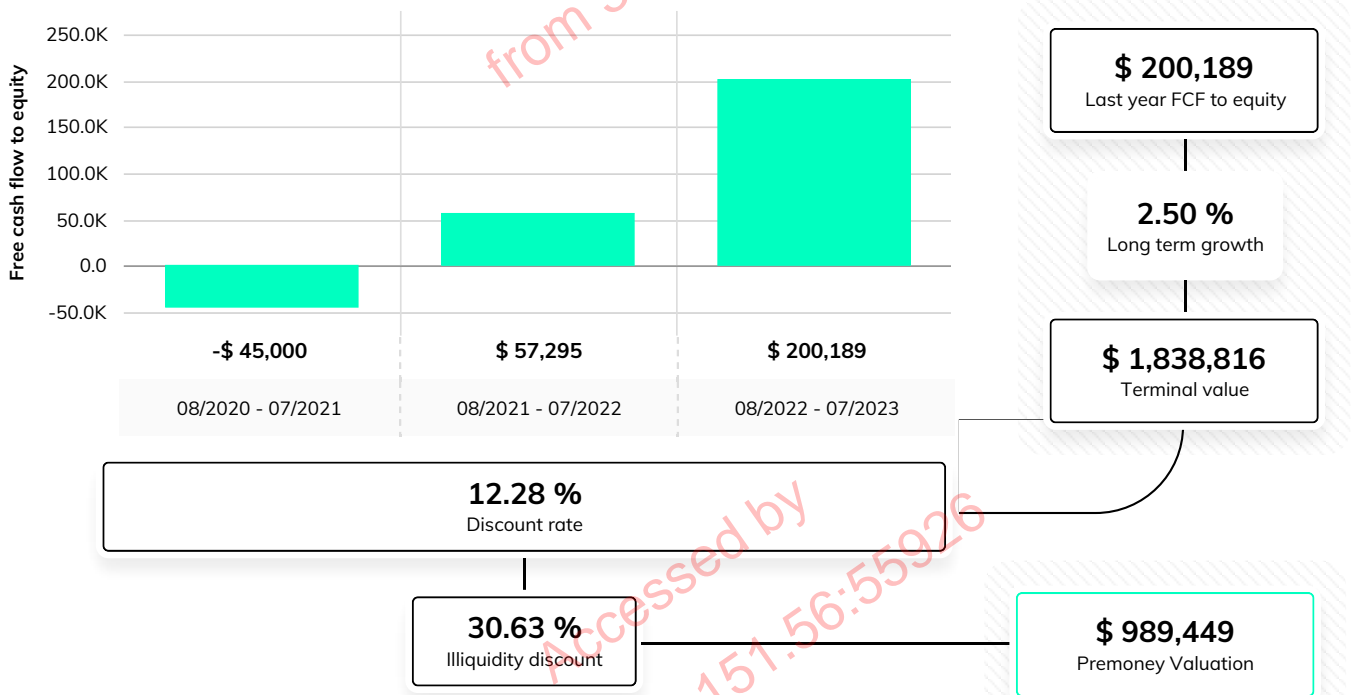 Free cash flow to equity
250.0K
200.0K
150.0K
100.0K
50.0K
0.0
-50.0K
-$ 45,000
$ 57,295
$ 200,189
08/2020 - 07/2021
08/2021 - 07/2022
08/2022 - 07/2023
$ 200,189
Last year FCF to equity
2.50 %
Long term growth
$ 1,838,816
Terminal value
12.28 %
Discount rate
30.63 %
Illiquidity discount
$ 989,449
Premoney Valuation
from
Accessed by
151.56:55926